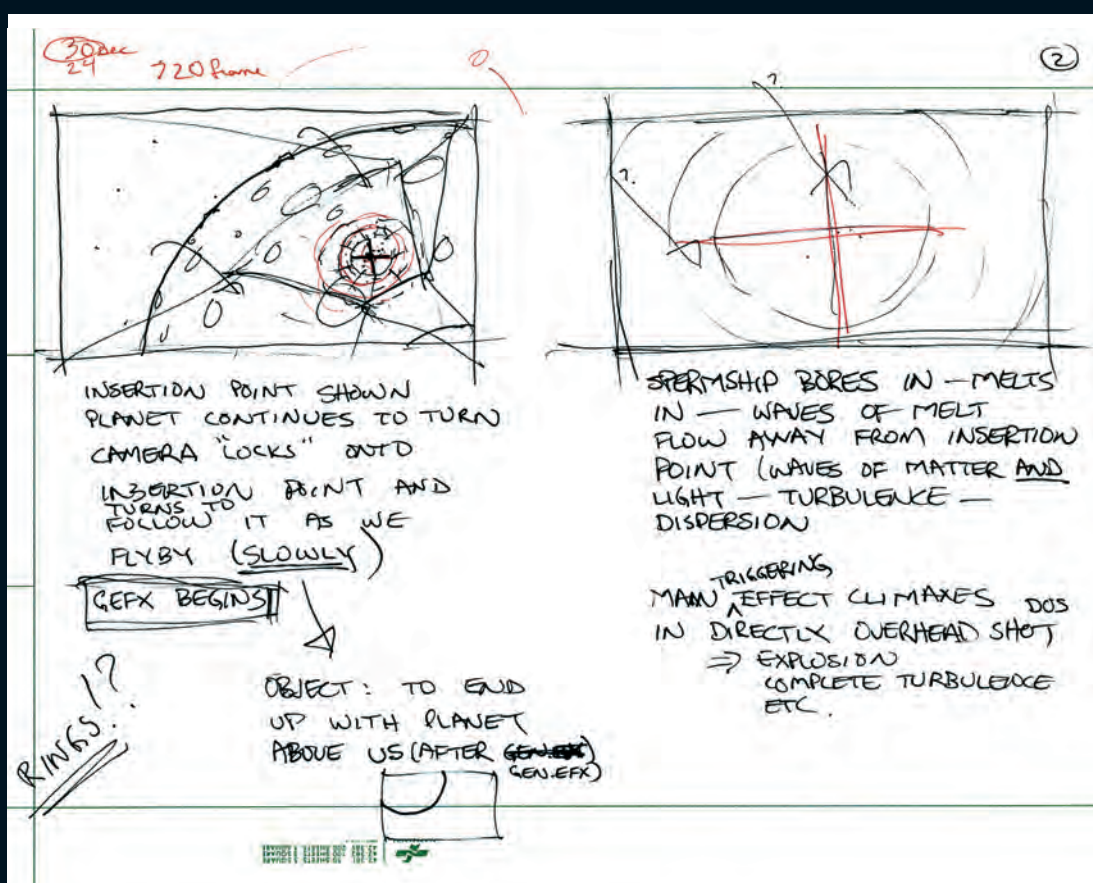 30 Dec
24
720 frame
2
?
?
INSERTION POINT SHOWN
PLANET CONTINUES TO TURN
CAMERA "LOCKS" ONTO
INSERTION POINT AND
TURNS TO
FOLLOW IT AS WE
FLYBY (SLOWLY)
GEFX BEGINS
OBJECT: TO END
UP WITH PLANET
ABOVE US (AFTER
GEN.EFX)
RINGS!?
SPERMSHIP BORES IN — MELTS
IN — WAVES OF MELT
FLOW AWAY FROM INSERTION
POINT (WAVES OF MATTER AND
LIGHT — TURBULENCE —
DISPERSION
TRIGGERING
MAIN EFFECT CLIMAXES DOS
IN DIRECTLY OVERHEAD SHOT
⇒ EXPLOSION
COMPLETE TURBULENCE
ETC.